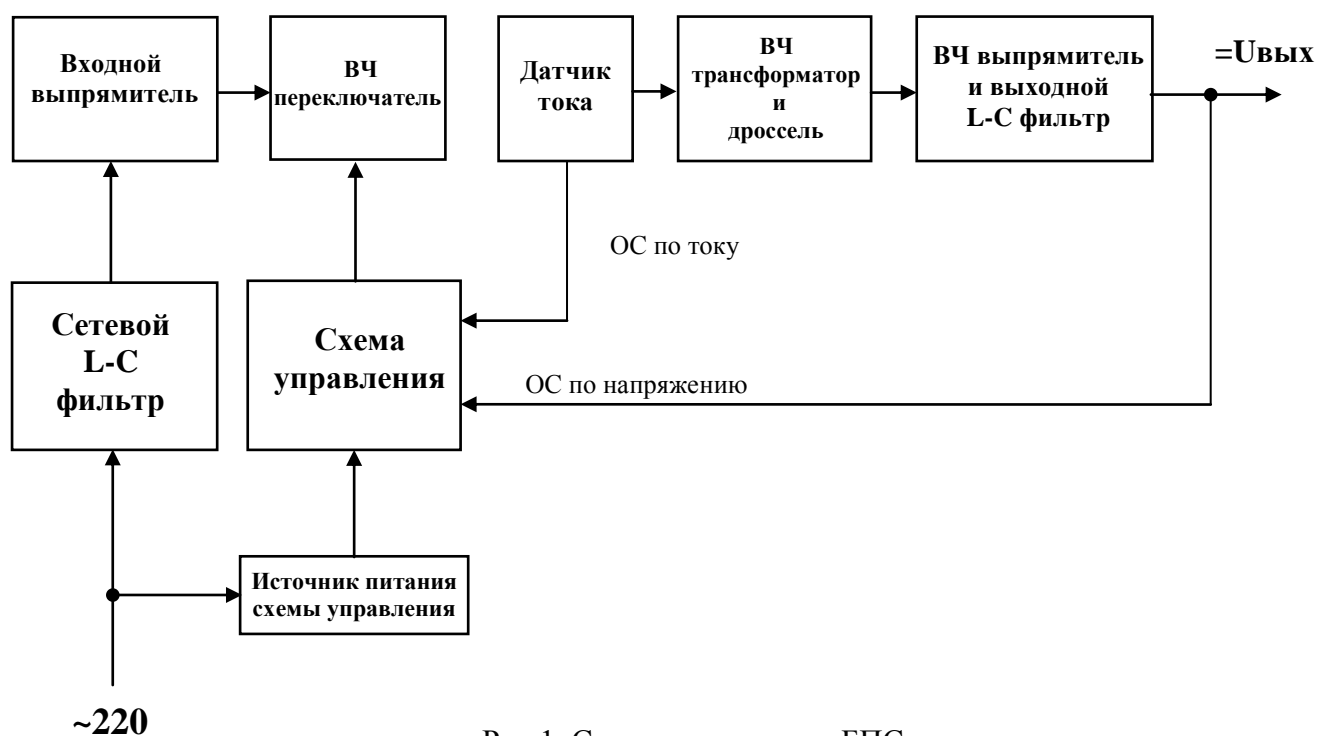 Входной
выпрямитель
ВЧ
переключатель
Датчик
тока
ВЧ
трансформатор
и
дроссель
ВЧ выпрямитель
и выходной
L-C фильтр
=Uвых
ОС по току
Сетевой
L-C
фильтр
Схема
управления
ОС по напряжению
Источник питания
схемы управления
~220